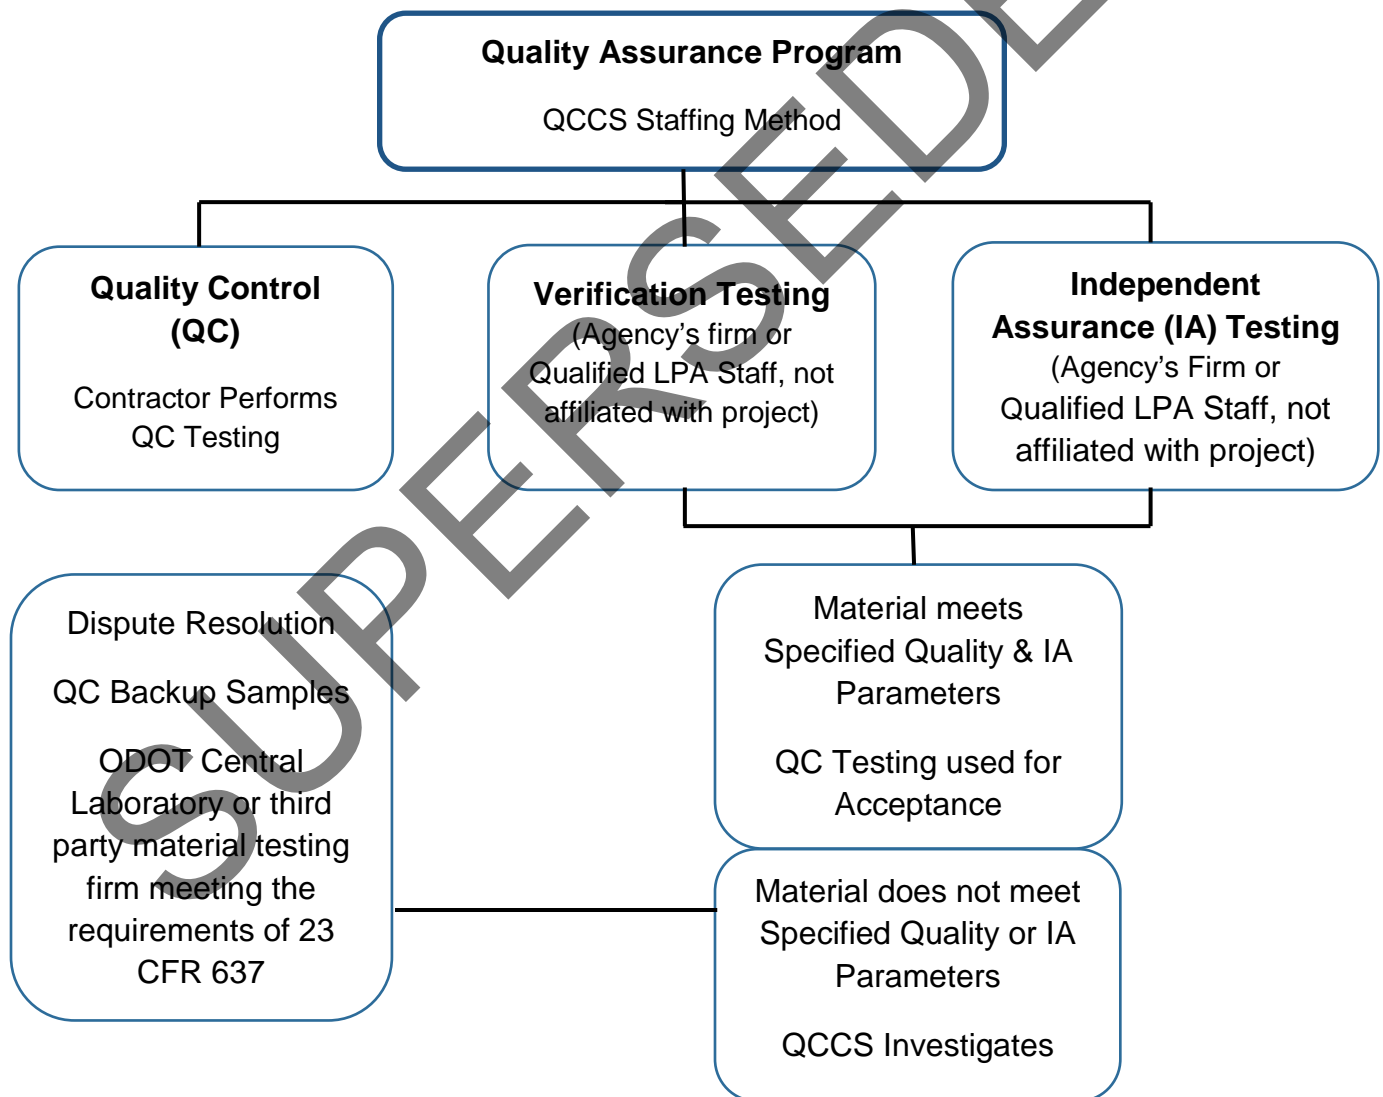 Quality Assurance Program
QCCS Staffing Method
Quality Control
(QC)
Contractor Performs
QC Testing
Verification Testing
(Agency's firm or
Qualified LPA Staff, not
affiliated with project)
Independent
Assurance (IA) Testing
(Agency's Firm or
Qualified LPA Staff, not
affiliated with project)
Dispute Resolution
QC Backup Samples
ODOT Central
Laboratory or third
party material testing
firm meeting the
requirements of 23
CFR 637
Material meets
Specified Quality & IA
Parameters
QC Testing used for
Acceptance
Material does not meet
Specified Quality or IA
Parameters
QCCS Investigates
SUPERSEDE